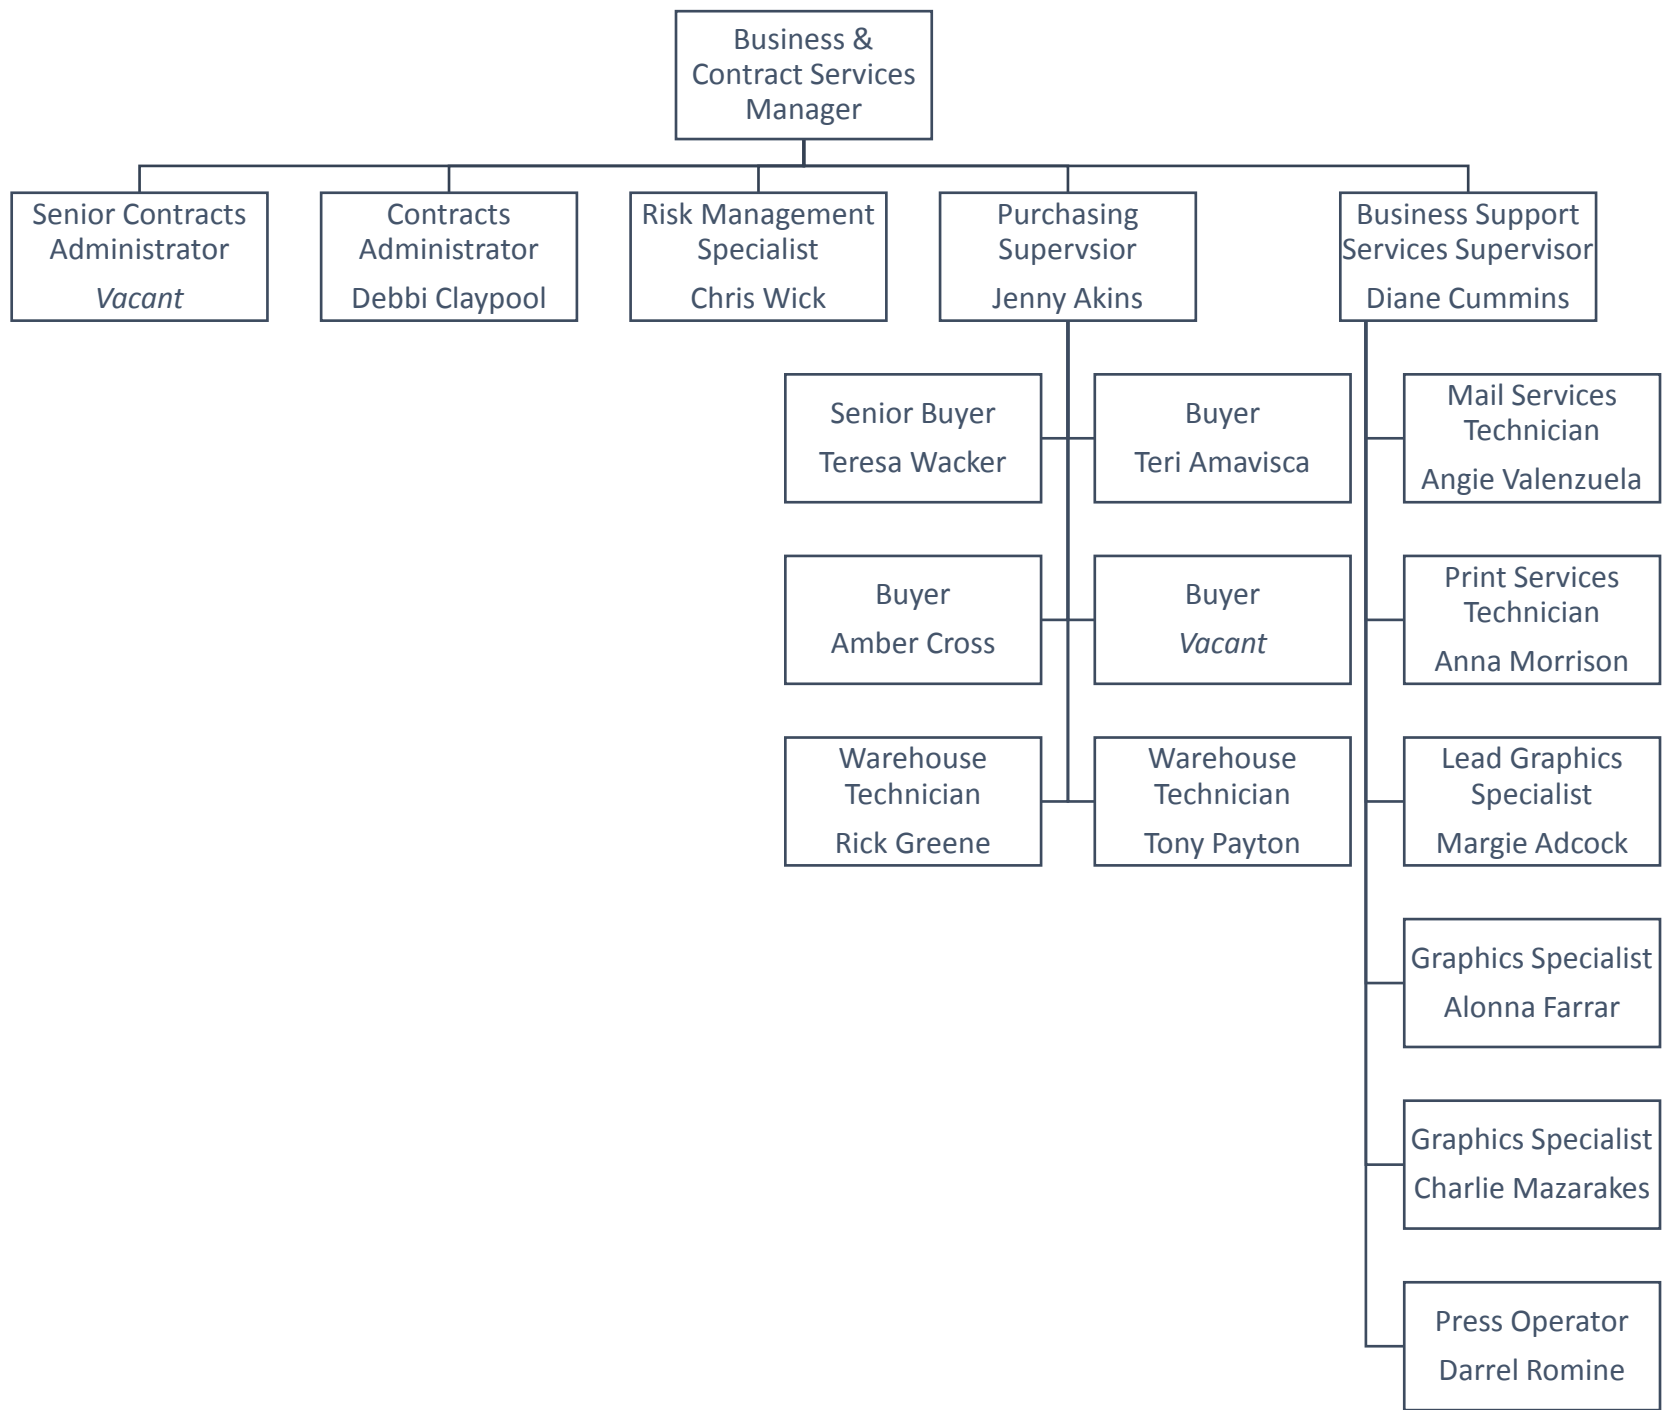 Business &
Contract Services
Manager
Senior Contracts
Administrator
Vacant
Contracts
Administrator
Debbi Claypool
Risk Management
Specialist
Chris Wick
Purchasing
Supervsior
Jenny Akins
Business Support
Services Supervisor
Diane Cummins
Senior Buyer
Teresa Wacker
Buyer
Teri Amavisca
Mail Services
Technician
Angie Valenzuela
Buyer
Amber Cross
Buyer
Vacant
Print Services
Technician
Anna Morrison
Warehouse
Technician
Rick Greene
Warehouse
Technician
Tony Payton
Lead Graphics
Specialist
Margie Adcock
Graphics Specialist
Alonna Farrar
Graphics Specialist
Charlie Mazarakes
Press Operator
Darrel Romine